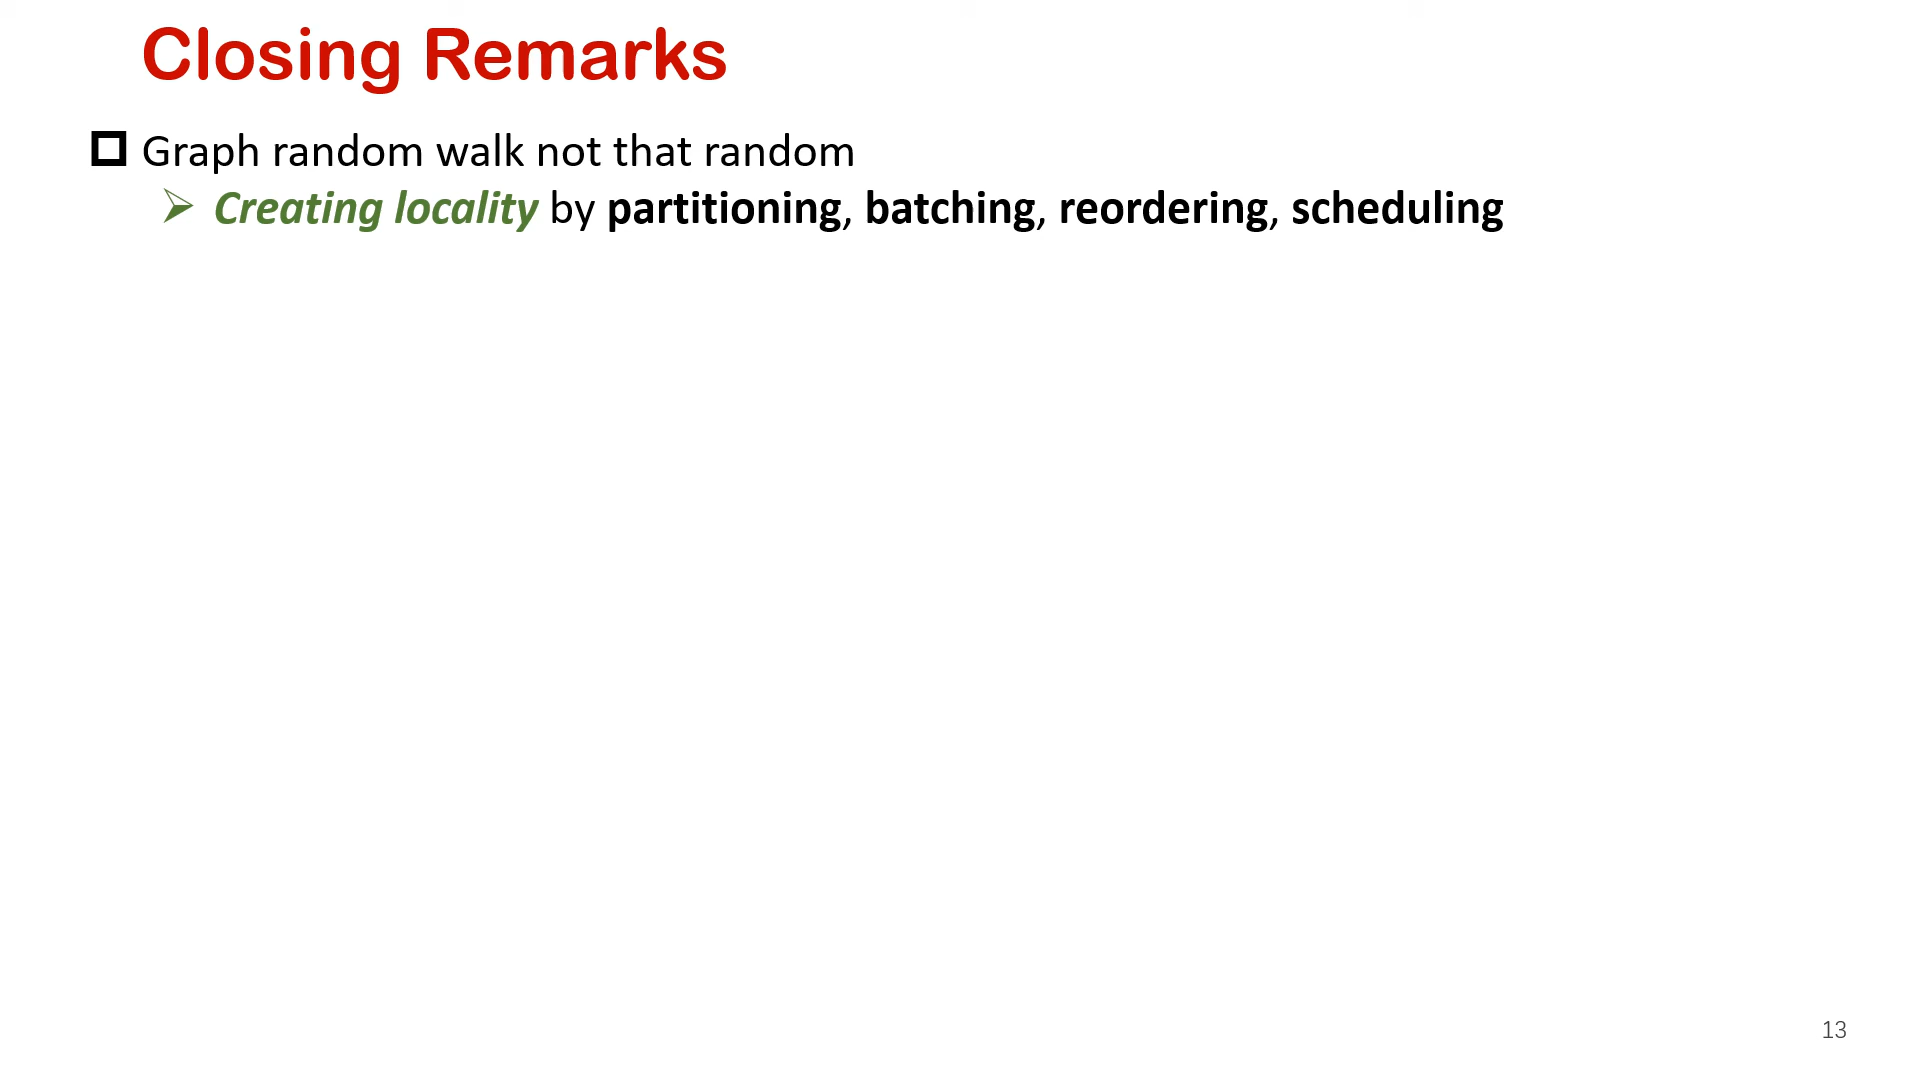 Closing Remarks
Graph random walk not that random
Creating locality by partitioning, batching, reordering, scheduling
13